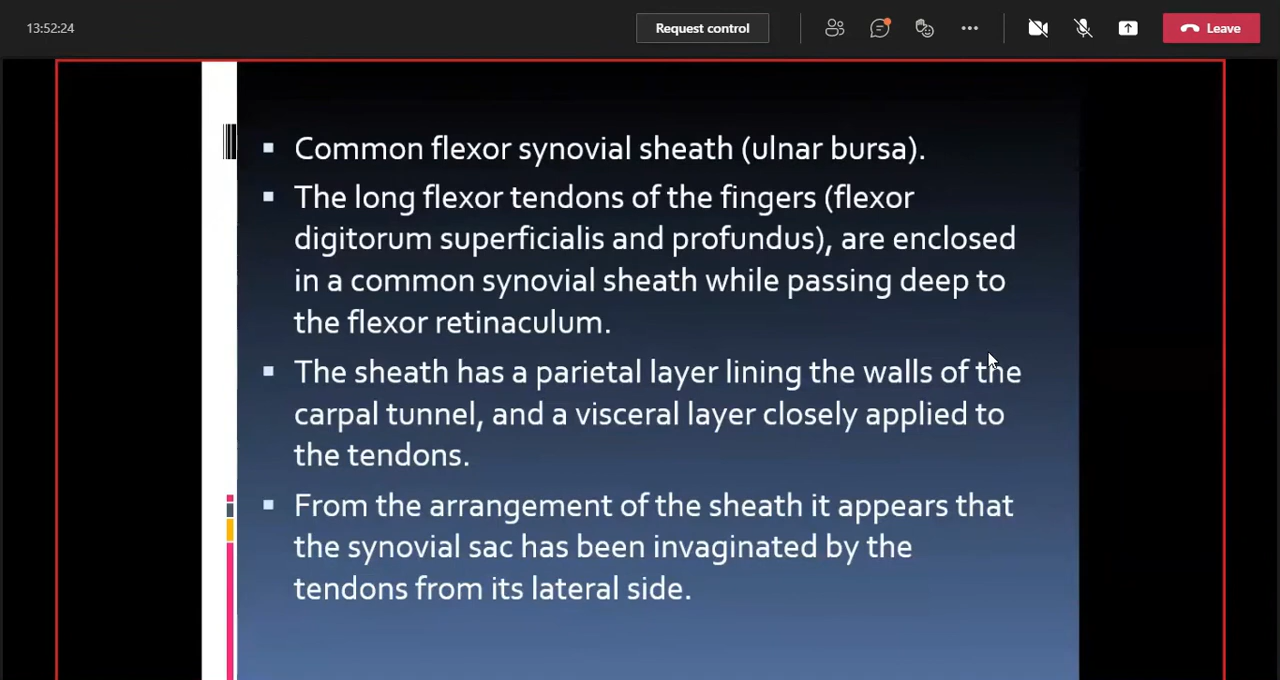 13:52:24
Request control
Leave
Common flexor synovial sheath (ulnar bursa).
The long flexor tendons of the fingers (flexor
digitorum superficialis and profundus), are enclosed
in a common synovial sheath while passing deep to
the flexor retinaculum.
The sheath has a parietal layer lining the walls of the
carpal tunnel, and a visceral layer closely applied to
the tendons.
From the arrangement of the sheath it appears that
the synovial sac has been invaginated by the
tendons from its lateral side.